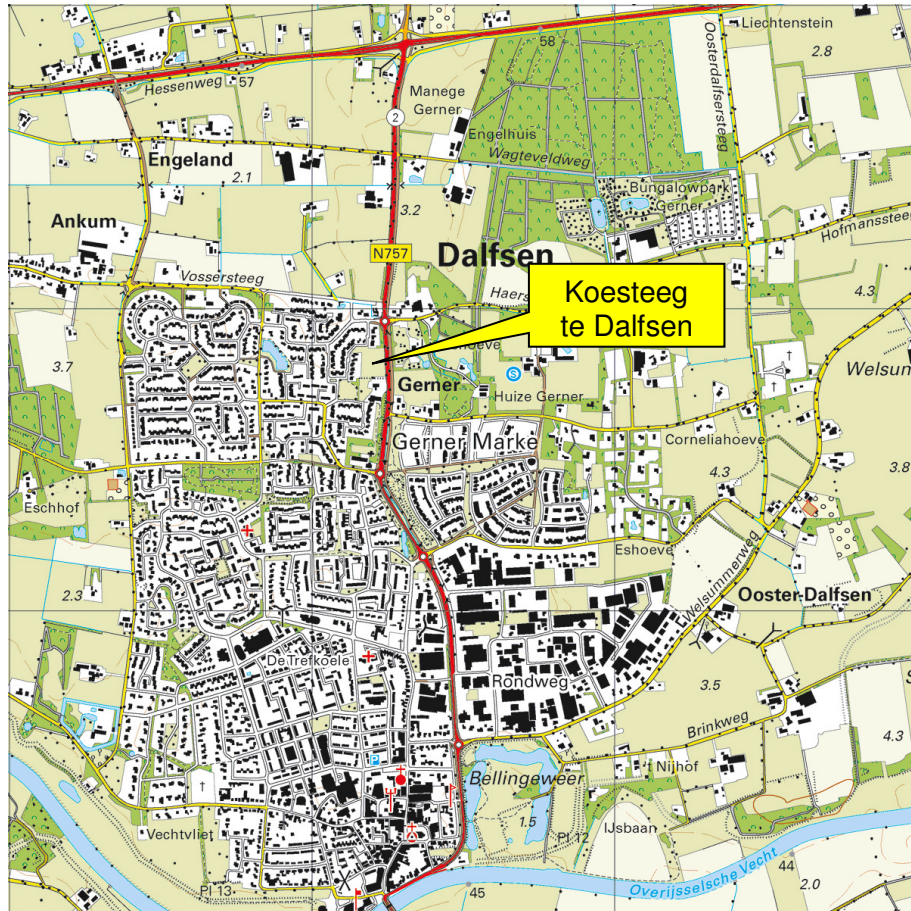 Liechtenstein
58
2.8
57
Hessenweg
Oosterdalfsersteeg
Manege
Gerner
2
Engelhuis
Engeland
Wagteveldweg
2.1
Bungalowpark
Gerner
Ankum
3.2
Hofmanssteeg
N757
Dalfsen
Vossersteeg
Haers
4.3
Koesteeg
te Dalfsen
hoeve
3.7
Gerner
S
Huize Gerner
Welsum
Gerner Marke
Corneliahoeve
4.3
3.8
Eschhof
Eshoeve
Welsummerweg
2.3
Ooster-Dalfsen
De Trefkoele
Rondweg
3.5
Brinkweg
4.3
P
Bellingeweer
't Nijhof
1.5
Vechtvliet
Pl 12
IJsbaan
Pl 13
45
44
Overijsselsche Vecht
2.0